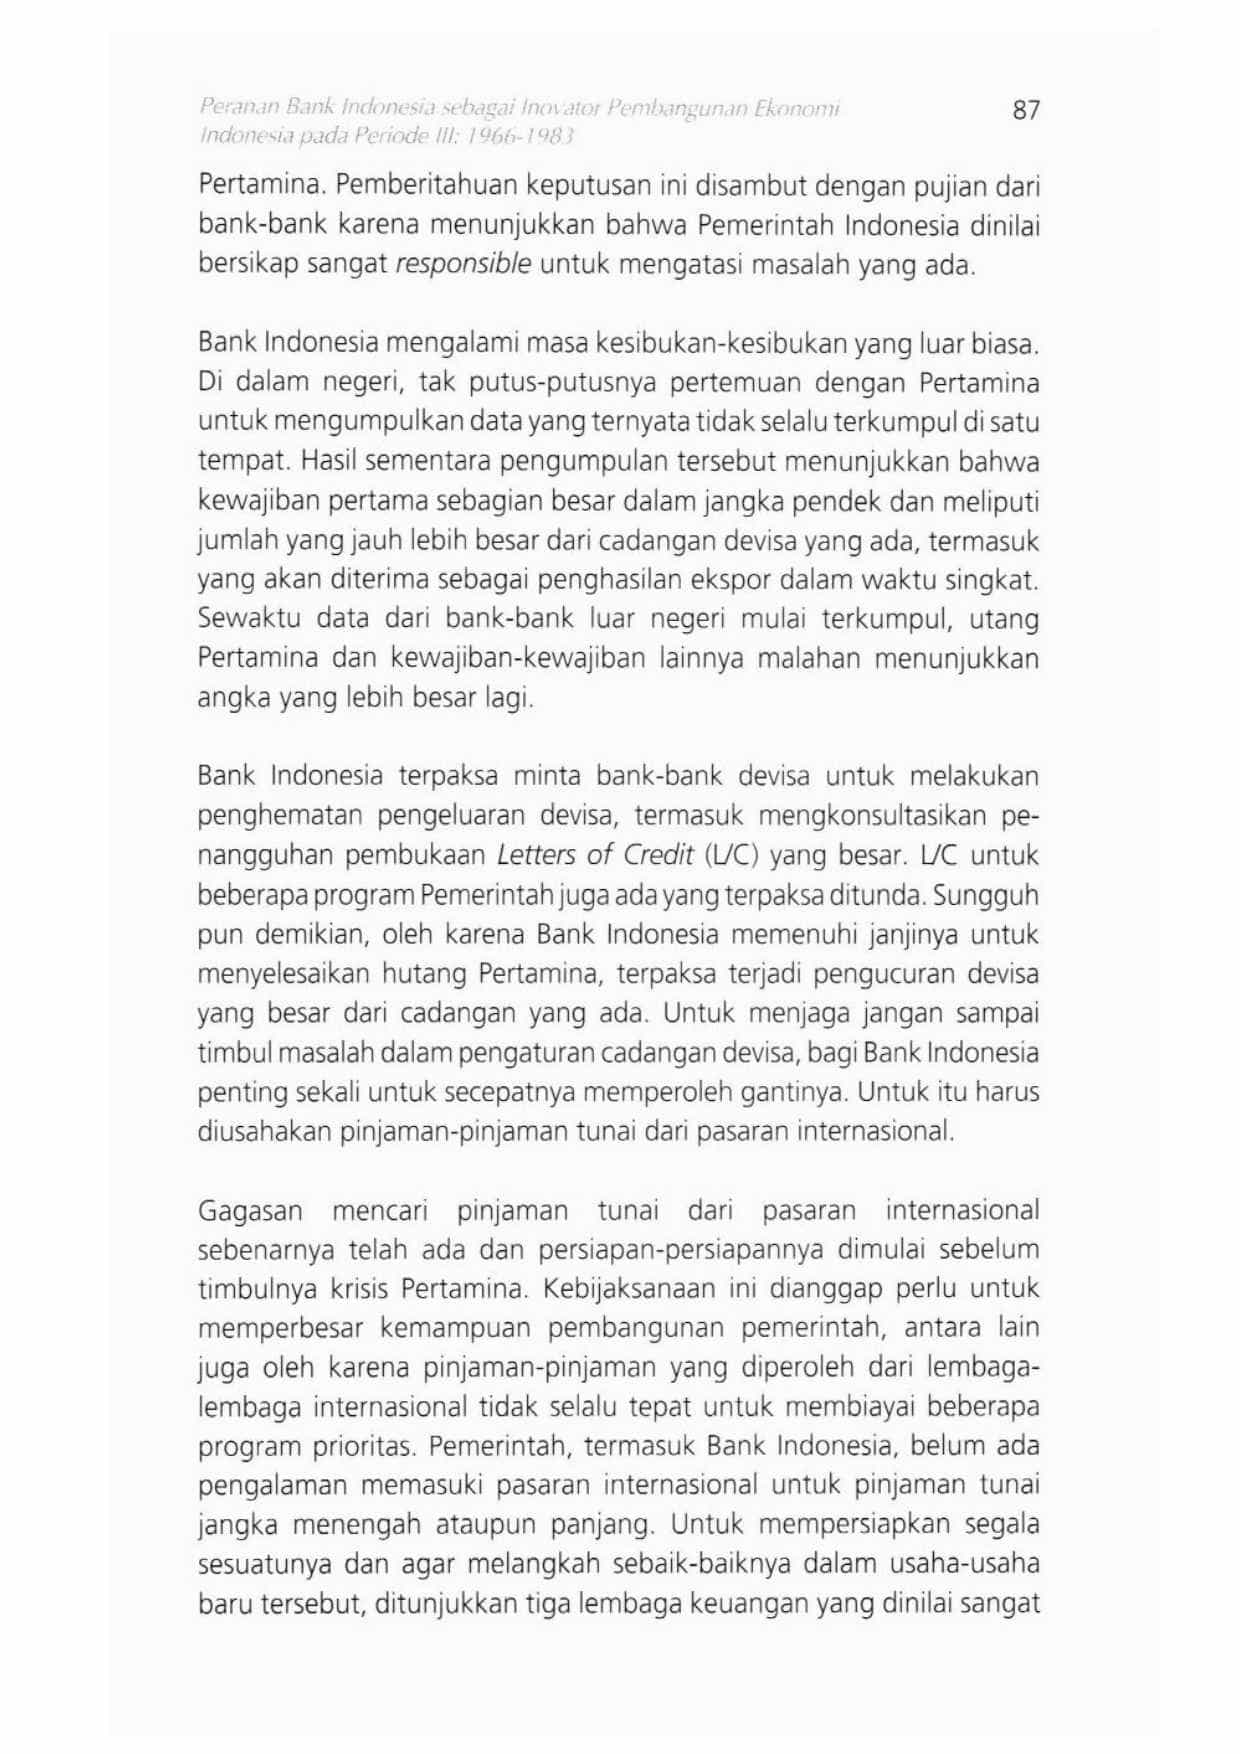 Peranan Bank Indonesia sebagai Inovator Pembangunan Ekonomi
Indonesia pada Periode III: 1966-1983
87
Pertamina. Pemberitahuan keputusan ini disambut dengan pujian dari
bank-bank karena menunjukkan bahwa Pemerintah Indonesia dinilai
bersikap sangat responsible untuk mengatasi masalah yang ada.
Bank Indonesia mengalami masa kesibukan-kesibukan yang luar biasa.
Di dalam negeri, tak putus-putusnya pertemuan dengan Pertamina
untuk mengumpulkan data yang ternyata tidak selalu terkumpul di satu
tempat. Hasil sementara pengumpulan tersebut menunjukkan bahwa
kewajiban pertama sebagian besar dalam jangka pendek dan meliputi
jumlah yang jauh lebih besar dari cadangan devisa yang ada, termasuk
yang akan diterima sebagai penghasilan ekspor dalam waktu singkat.
Sewaktu data dari bank-bank luar negeri mulai terkumpul, utang
Pertamina dan kewajiban-kewajiban lainnya malahan menunjukkan
angka yang lebih besar lagi.
Bank Indonesia terpaksa minta bank-bank devisa untuk melakukan
penghematan pengeluaran devisa, termasuk mengkonsultasikan pe-
nangguhan pembukaan Letters of Credit (L/C) yang besar. L/C untuk
beberapa program Pemerintah juga ada yang terpaksa ditunda. Sungguh
pun demikian, oleh karena Bank Indonesia memenuhi janjinya untuk
menyelesaikan hutang Pertamina, terpaksa terjadi pengucuran devisa
yang besar dari cadangan yang ada. Untuk menjaga jangan sampai
timbul masalah dalam pengaturan cadangan devisa, bagi Bank Indonesia
penting sekali untuk secepatnya memperoleh gantinya. Untuk itu harus
diusahakan pinjaman-pinjaman tunai dari pasaran internasional.
Gagasan mencari pinjaman tunai dari pasaran internasional
sebenarnya telah ada dan persiapan-persiapannya dimulai sebelum
timbulnya krisis Pertamina. Kebijaksanaan ini dianggap perlu untuk
memperbesar kemampuan pembangunan pemerintah, antara lain
juga oleh karena pinjaman-pinjaman yang diperoleh dari lembaga-
lembaga internasional tidak selalu tepat untuk membiayai beberapa
program prioritas. Pemerintah, termasuk Bank Indonesia, belum ada
pengalaman memasuki pasaran internasional untuk pinjaman tunai
jangka menengah ataupun panjang. Untuk mempersiapkan segala
sesuatunya dan agar melangkah sebaik-baiknya dalam usaha-usaha
baru tersebut, ditunjukkan tiga lembaga keuangan yang dinilai sangat